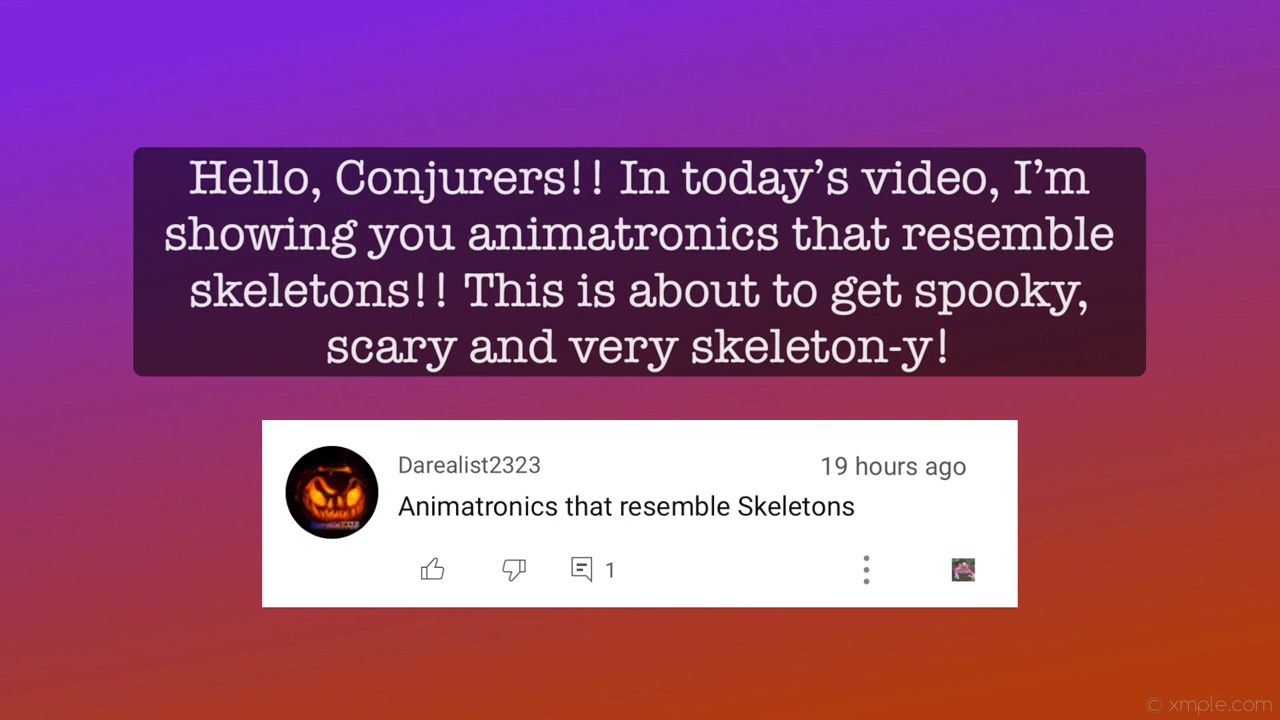 Hello, Conjurers!! In today’s video, I’m
showing you animatronics that resemble
skeletons!! This is about to get spooky,
scary and very skeleton-y!
Darealist2323
19 hours ago
Animatronics that resemble Skeletons
1
© xmple.com